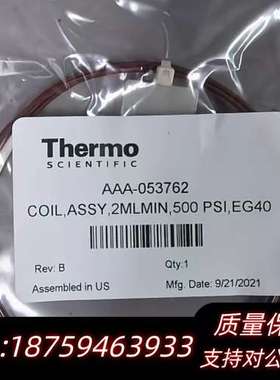 Thermo
SCIENTIFIC
AAA-053762
COIL,ASSY,2MLMIN,500 PSI,EG40
Rev: B
Qty:1
Assembled in US
Mfg. Date: 9/21/2021
质量保
:18759463933
支持对公